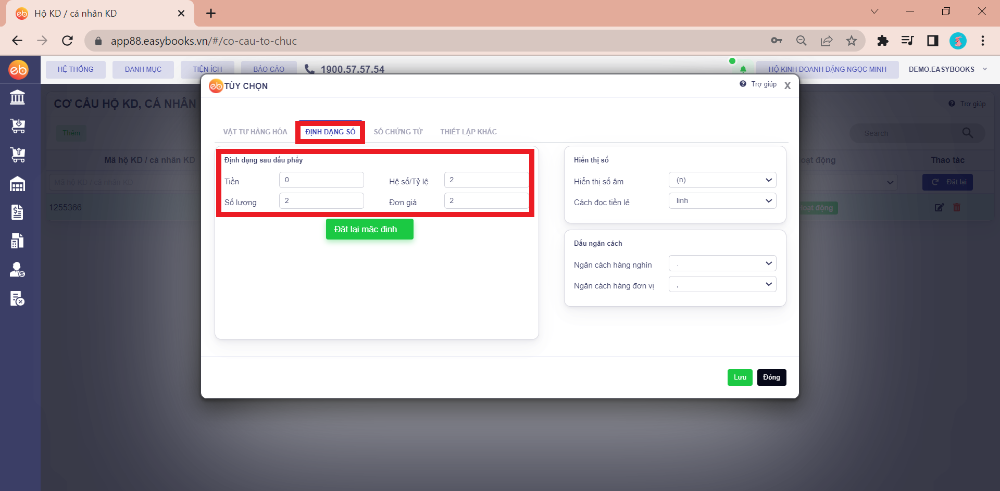 eb Hộ KD / cá nhân KD
app88.easybooks.vn/#/co-cau-to-chuc
eb HỆ THỐNG DANH MỤC TIỆN ÍCH BÁO CÁO 1900.57.57.54 HỘ KINH DOANH ĐẶNG NGỌC MINH DEMO.EASYBOOKS
eb TÙY CHỌN Trợ giúp X
CƠ CẤU HỘ KD, CÁ NHÂN Trợ giúp
VẬT TƯ HÀNG HÓA ĐỊNH DẠNG SỐ SỐ CHỨNG TỪ THIẾT LẬP KHÁC
Thêm Search
Mã hộ KD / cá nhân KD oạt động Thao tác
Mã hộ KD / cá nhân KD Đặt lại
1255366 oạt động
Định dạng sau dấu phẩy
Tiền 0 Hệ số/Tỷ lệ 2
Số lượng 2 Đơn giá 2
Đặt lại mặc định
Hiển thị số
Hiển thị số âm (n)
Cách đọc tiền lẻ linh
Dấu ngăn cách
Ngăn cách hàng nghìn .
Ngăn cách hàng đơn vị ,
Lưu Đóng